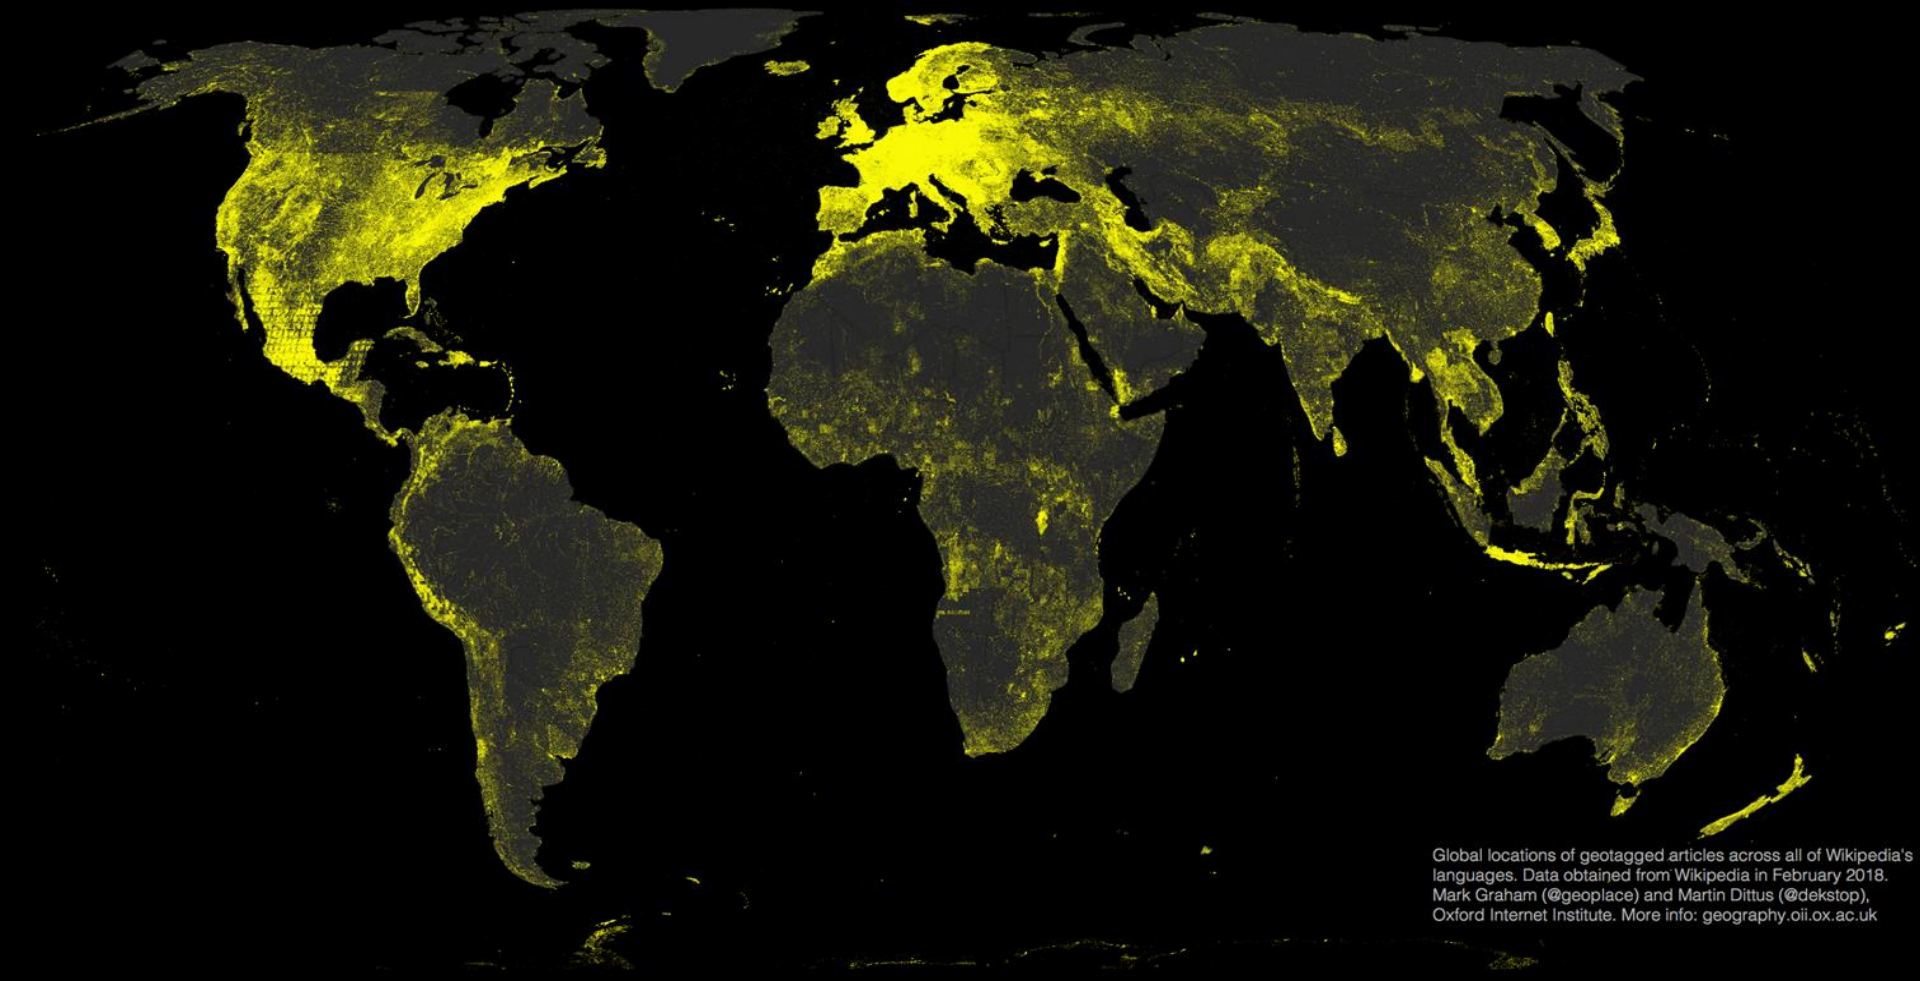 Global locations of geotagged articles across all of Wikipedia's
languages. Data obtained from Wikipedia in February 2018.
Mark Graham (@geoplace) and Martin Dittus (@dekstop),
Oxford Internet Institute. More info: geography.oii.ox.ac.uk